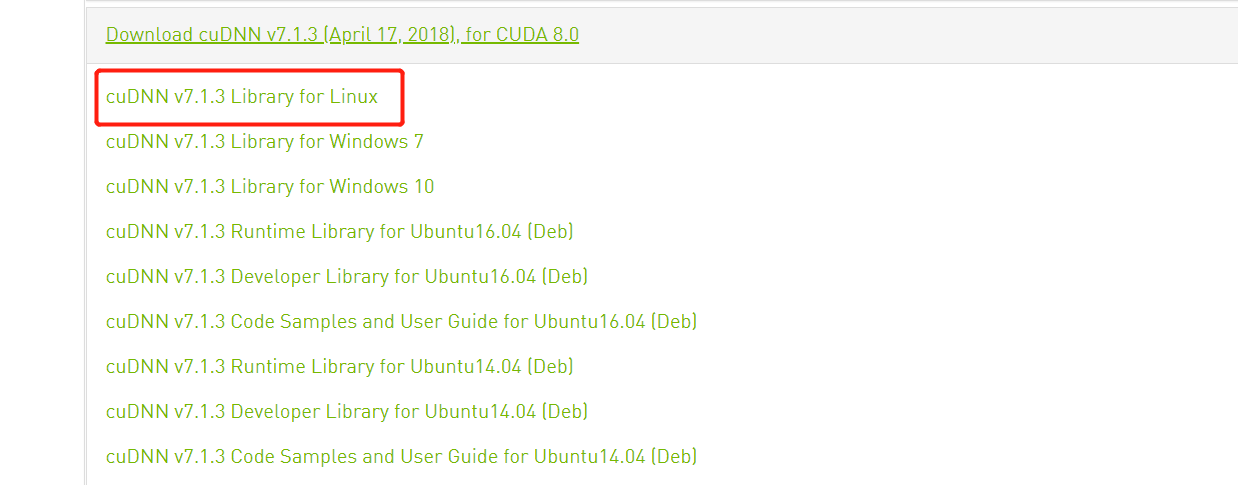 Download cuDNN v7.1.3 (April 17, 2018), for CUDA 8.0
cuDNN v7.1.3 Library for Linux
cuDNN v7.1.3 Library for Windows 7
cuDNN v7.1.3 Library for Windows 10
cuDNN v7.1.3 Runtime Library for Ubuntu16.04 (Deb)
cuDNN v7.1.3 Developer Library for Ubuntu16.04 (Deb)
cuDNN v7.1.3 Code Samples and User Guide for Ubuntu16.04 (Deb)
cuDNN v7.1.3 Runtime Library for Ubuntu14.04 (Deb)
cuDNN v7.1.3 Developer Library for Ubuntu14.04 (Deb)
cuDNN v7.1.3 Code Samples and User Guide for Ubuntu14.04 (Deb)